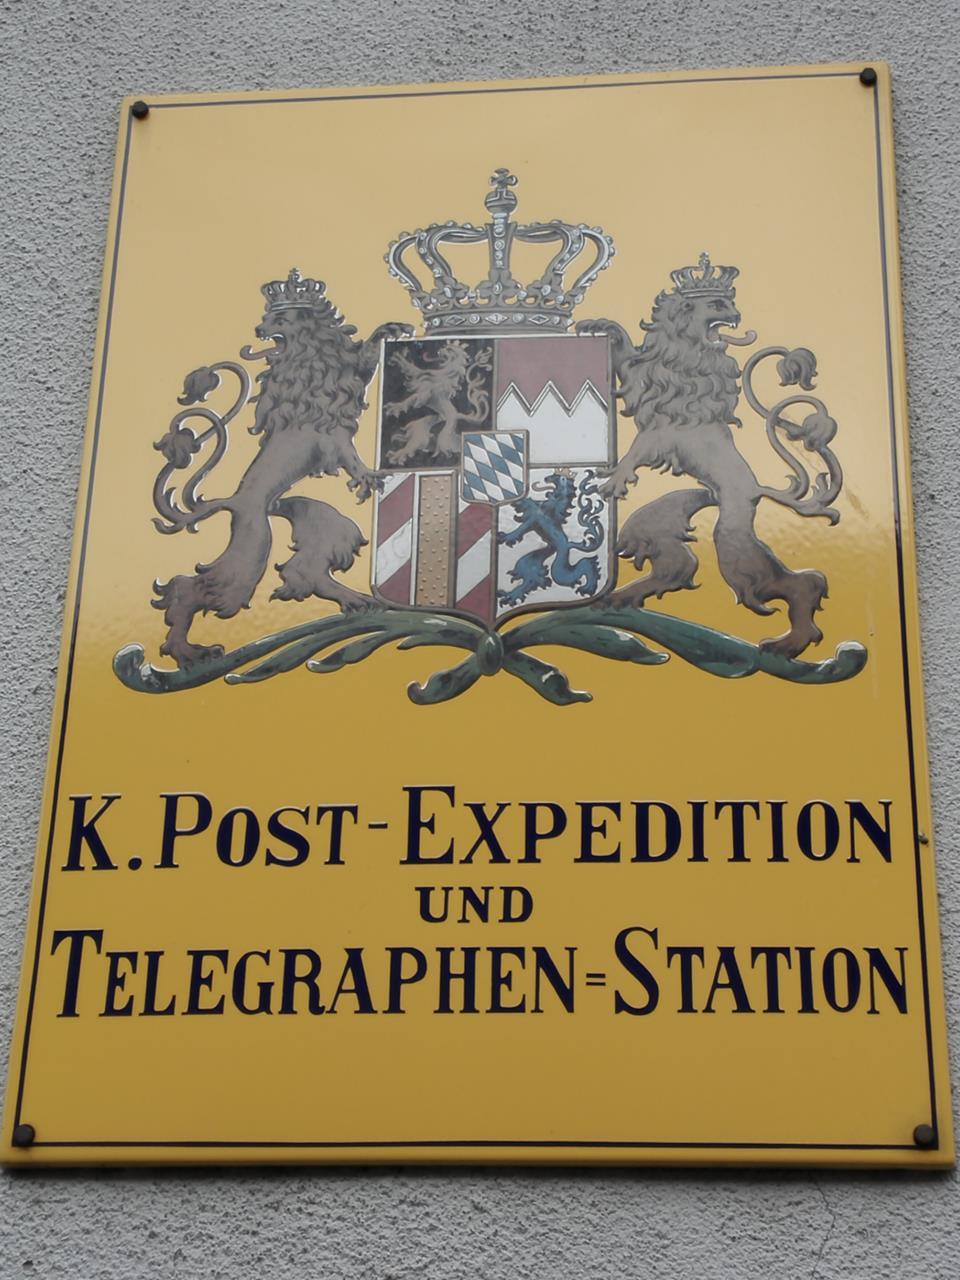 K. POST-EXPEDITION
UND
TELEGRAPHEN=STATION